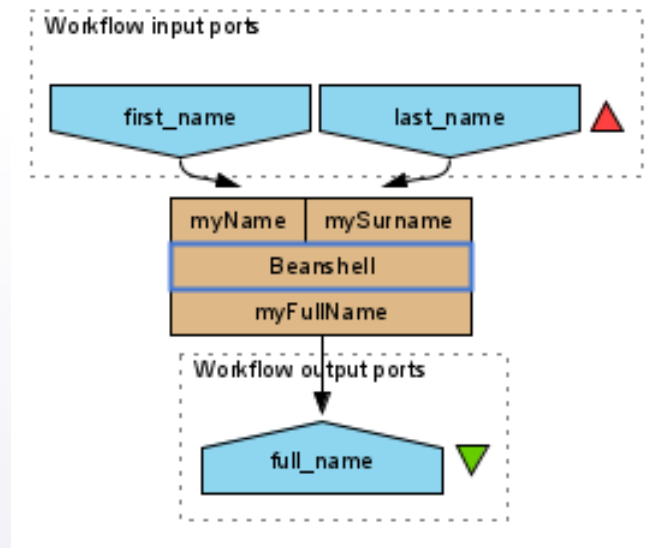 Workflow input ports
first_name
last_name
myName
mySurname
Beanshell
myFullName
Workflow output ports
full_name